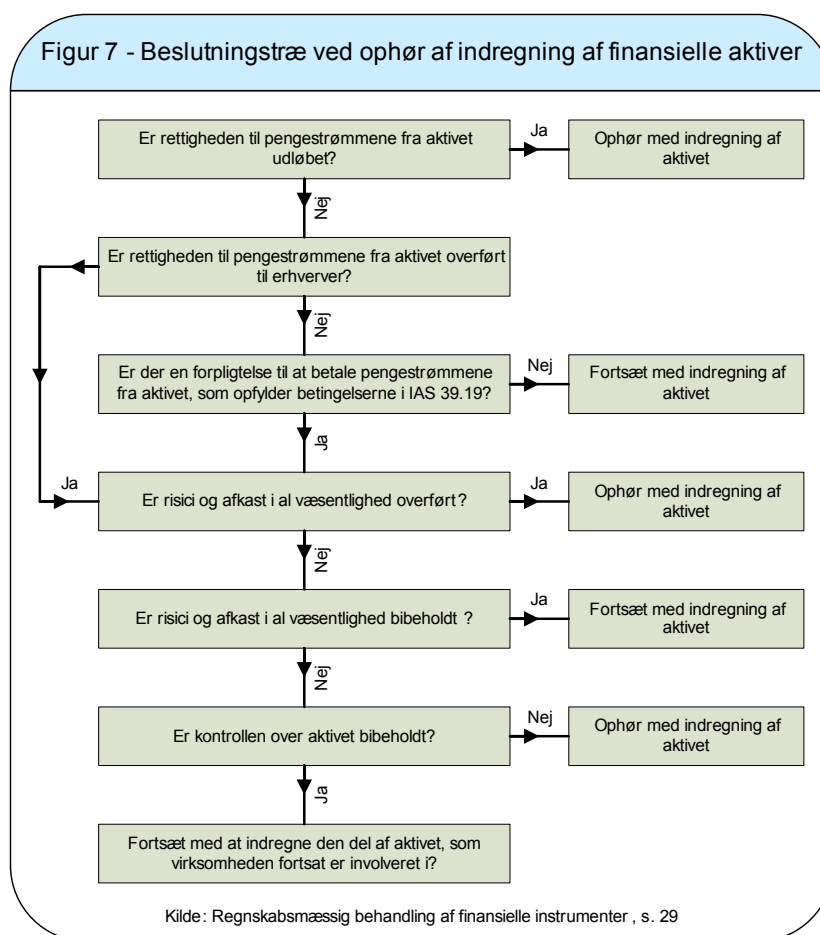 Figur 7 - Beslutningstræ ved ophør af indregning af finansielle aktiver
Er rettigheden til pengestrømmene fra aktivet
udløbet?
Ja
Ophør med indregning af
aktivet
Nej
Er rettigheden til pengestrømmene fra aktivet overført
til erhverver?
Nej
Er der en forpligtelse til at betale pengestrømmene
fra aktivet, som opfylder betingelserne i IAS 39.19?
Nej
Fortsæt med indregning af
aktivet
Ja
Ja
Er risici og afkast i al væsentlighed overført?
Ja
Ophør med indregning af
aktivet
Nej
Er risici og afkast i al væsentlighed bibeholdt ?
Ja
Fortsæt med indregning af
aktivet
Nej
Er kontrollen over aktivet bibeholdt?
Nej
Ophør med indregning af
aktivet
Ja
Fortsæt med at indregne den del af aktivet, som
virksomheden fortsat er involveret i?
Kilde: Regnskabsmæssig behandling af finansielle instrumenter , s. 29